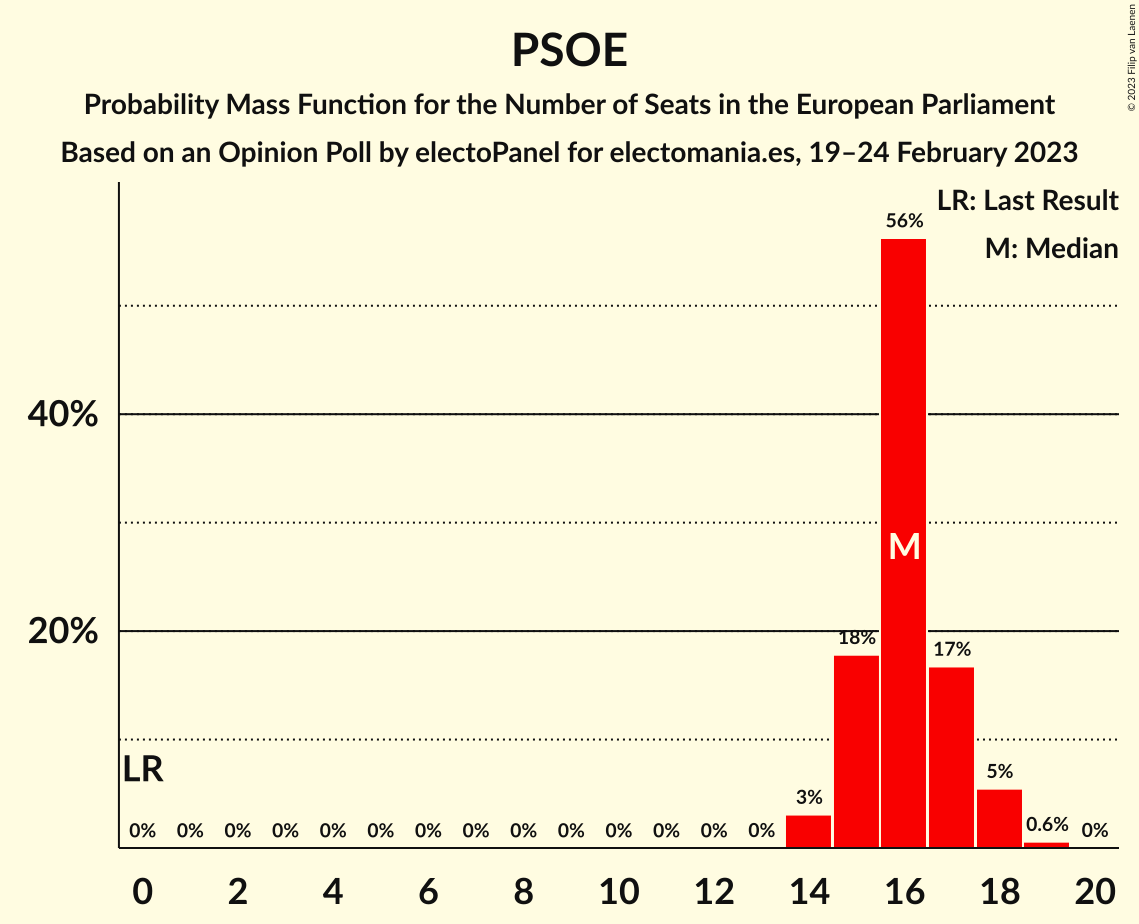 PSOE
Probability Mass Function for the Number of Seats in the European Parliament
Based on an Opinion Poll by electoPanel for electomania.es, 19–24 February 2023
© 2023 Filip van Laenen
LR: Last Result
M: Median
56%
40%
M
20%
18%
17%
LR
5%
3%
0.6%
0% 0% 0% 0% 0% 0% 0% 0% 0% 0% 0% 0% 0% 0% 0%
0 2 4 6 8 10 12 14 16 18 20